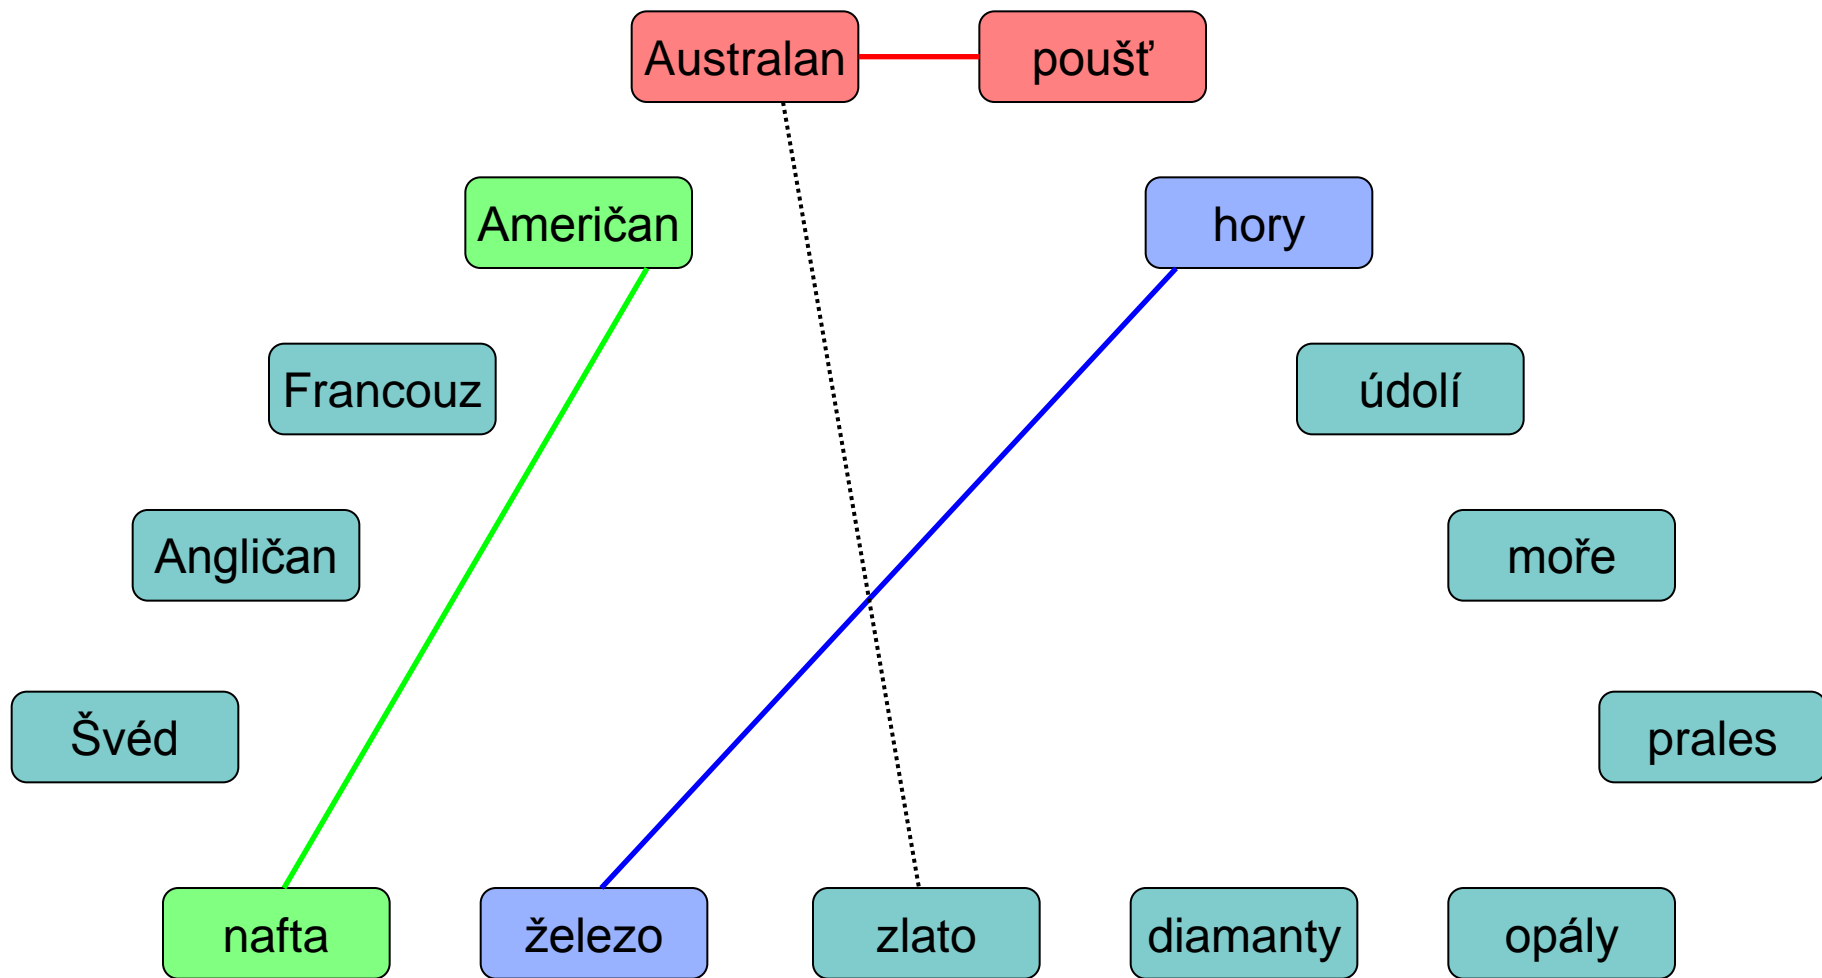 Australan
poušť
Američan
hory
Francouz
údolí
Angličan
moře
Švéd
prales
nafta
železo
zlato
diamanty
opály